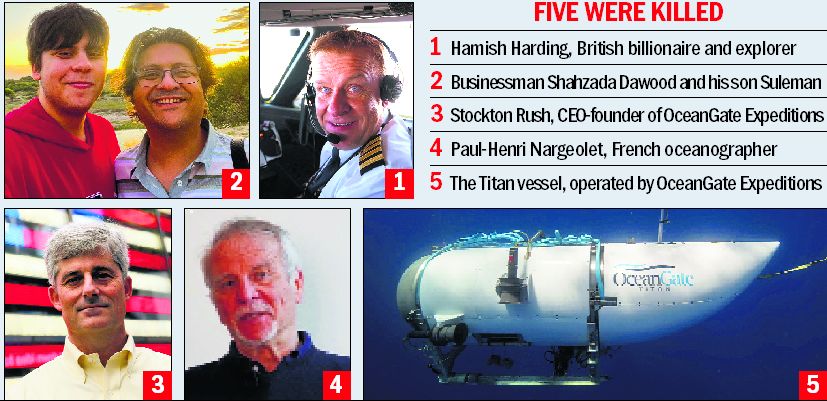 FIVE WERE KILLED
1 Hamish Harding, British billionaire and explorer
2 Businessman Shahzada Dawood and his son Suleman
3 Stockton Rush, CEO-founder of OceanGate Expeditions
4 Paul-Henri Nargeolet, French oceanographer
5 The Titan vessel, operated by OceanGate Expeditions
2
1
3
4
OceanGate
TITAN
5